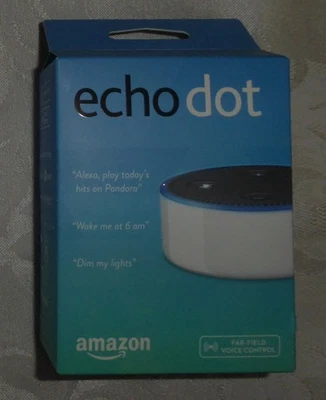 echo dot
"Alexa, play today's
hits on Pandora"
"Wake me at 6 am"
"Dim my lights"
amazon
FAR-FIELD
VOICE CONTROL